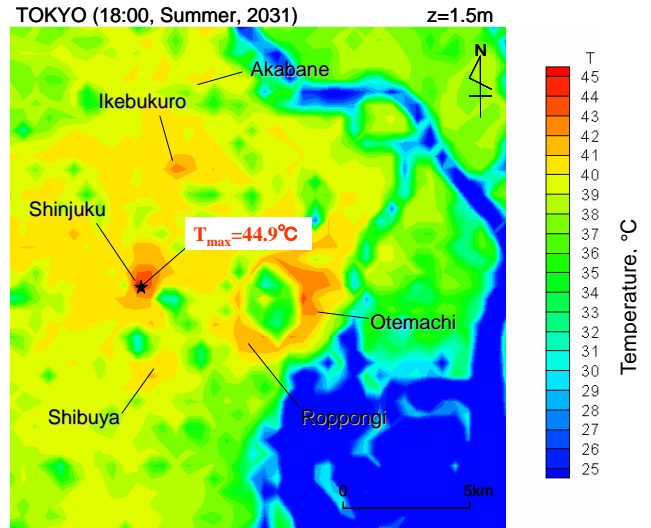 TOKYO (18:00, Summer, 2031) z=1.5m
N
Akabane
Ikebukuro
Shinjuku
Tmax=44.9℃
Otemachi
Shibuya
Roppongi
0 5km
T
45
44
43
42
41
40
39
38
37
36
35
34
33
32
31
30
29
28
27
26
25
Temperature, °C